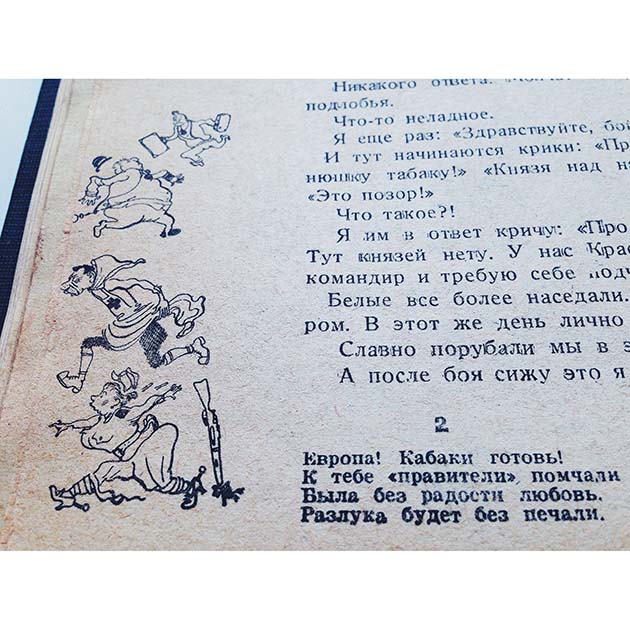 Никакого ответа.
подлобья.
Что-то неладное.
Я еще раз: «Здравствуйте,
И тут начинаются крики:
нюшку табаку!» «Князя над
«Это позор!»
Что такое?!
Я им в ответ кричу:
Тут князей нету. У нас
командир и требую себе
Белые все более наседали.
ром. В этот же день лично
Славно порубали мы в
А после боя сижу это я
2
Европа! Кабаки готовь!
К тебе «правители» помчали
Была без радости любовь.
Разлука будет без печали.